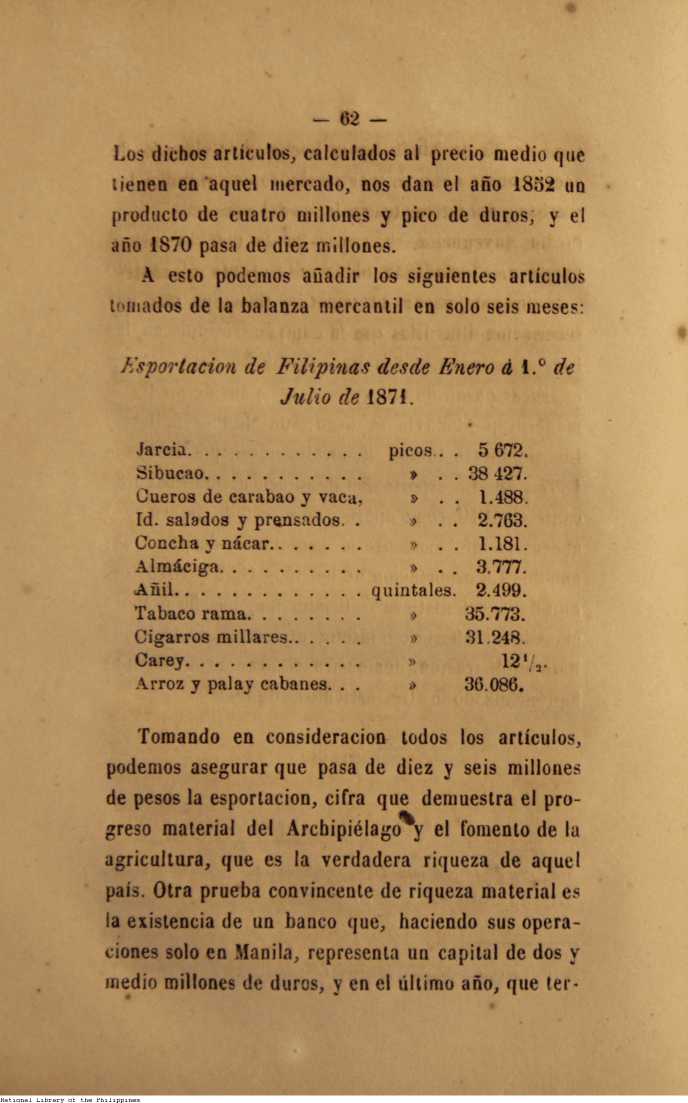 — 62 —
Los dichos artículos, calculados al precio medio que
tienen en aquel mercado, nos dan el año 1852 un
producto de cuatro millones y pico de duros, y el
año 1870 pasa de diez millones.
A esto podemos añadir los siguientes artículos
tomados de la balanza mercantil en solo seis meses:
Esportacion de Filipinas desde Enero á 1.º de
Julio de 1871.
Jarcia. . . . . . . . . . . . picos. . . 5 672.
Sibucao. . . . . . . . . . . » . . 38 427.
Cueros de carabao y vaca, » . . 1.488.
Id. salados y prensados. . » . . 2.763.
Concha y nácar. . . . . . . » . . 1.181.
Almáciga. . . . . . . . . . » . . 3.777.
Añil. . . . . . . . . . . . . quintales. 2.499.
Tabaco rama. . . . . . . . » 35.773.
Cigarros millares. . . . . . » 31.248.
Carey. . . . . . . . . . . . » 12 1/2.
Arroz y palay cabanes. . . » 36.086.
Tomando en consideracion todos los artículos,
podemos asegurar que pasa de diez y seis millones
de pesos la esportacion, cifra que demuestra el pro-
greso material del Archipiélago y el fomento de la
agricultura, que es la verdadera riqueza de aquel
país. Otra prueba convincente de riqueza material es
la existencia de un banco que, haciendo sus opera-
ciones solo en Manila, representa un capital de dos y
medio millones de duros, y en el último año, que ter-
National Library of the Philippines